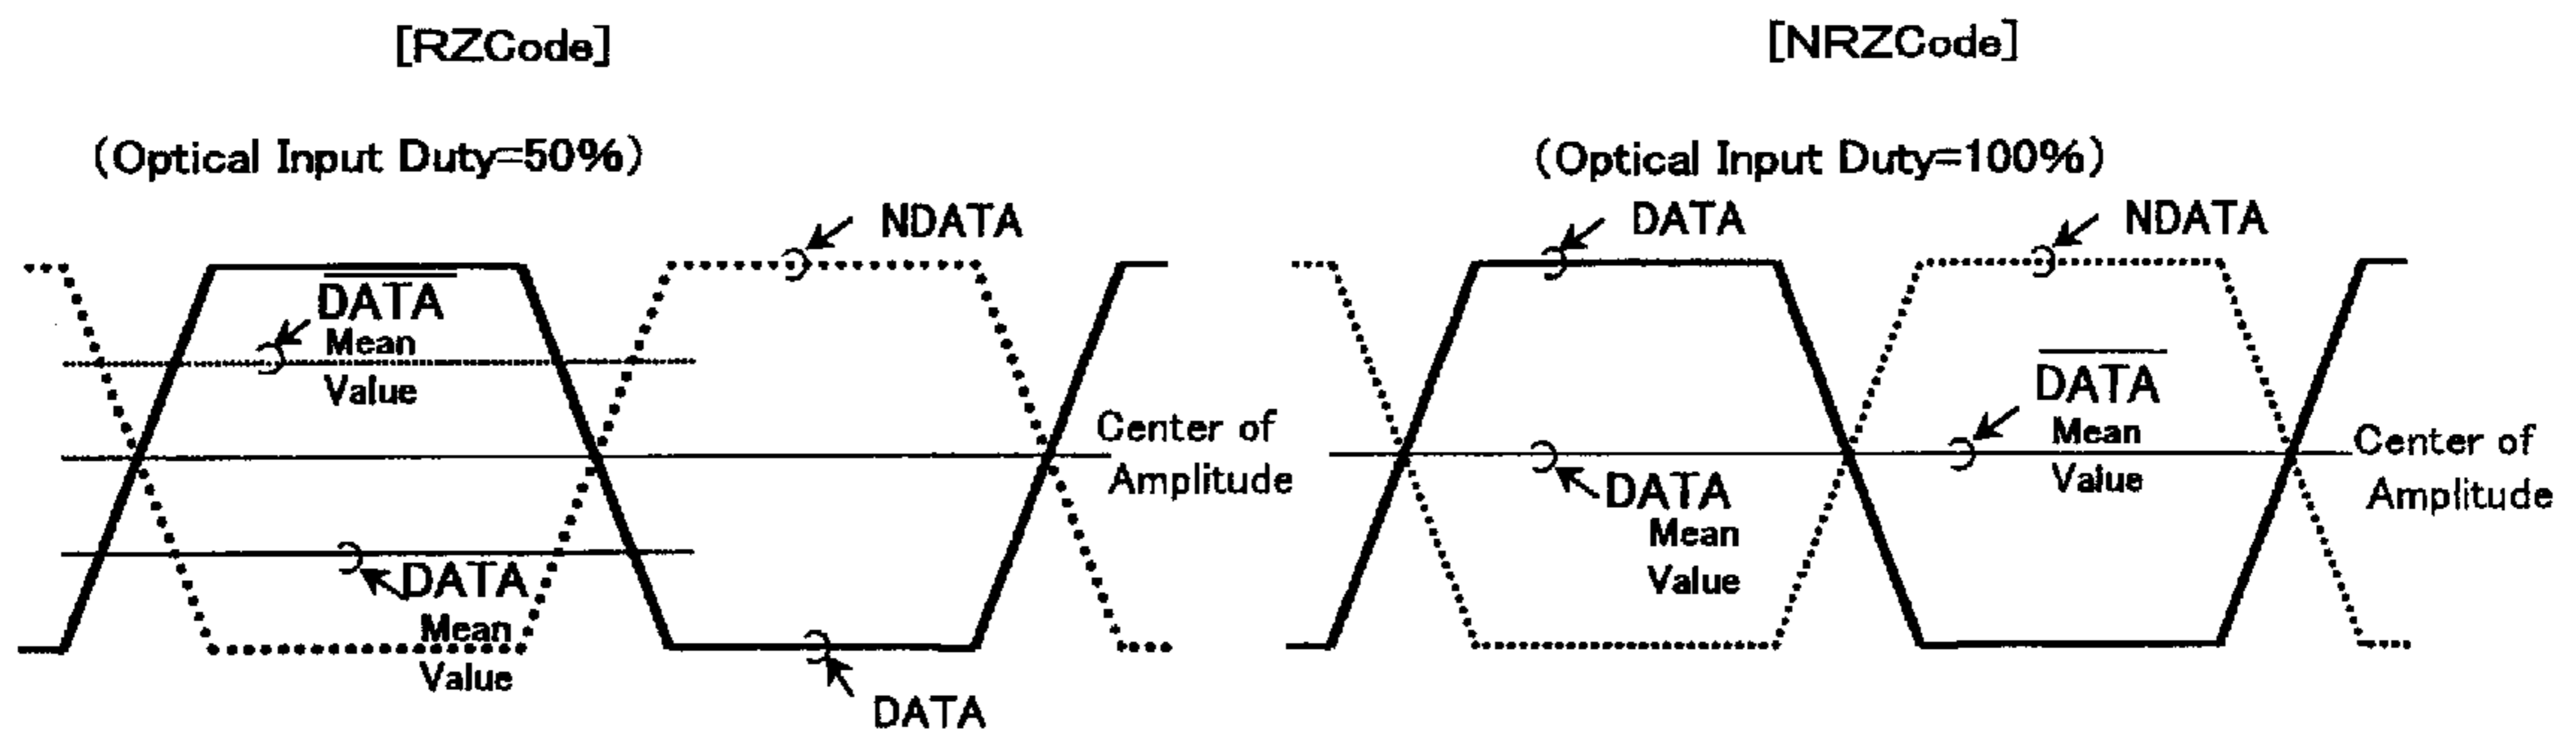 [RZCode]
(Optical Input Duty=50%)
NDATA
DATA
Mean
Value
Center of
Amplitude
DATA
Mean
Value
DATA
[NRZCode]
(Optical Input Duty=100%)
DATA
NDATA
DATA
Mean
Value
Center of
Amplitude
DATA
Mean
Value